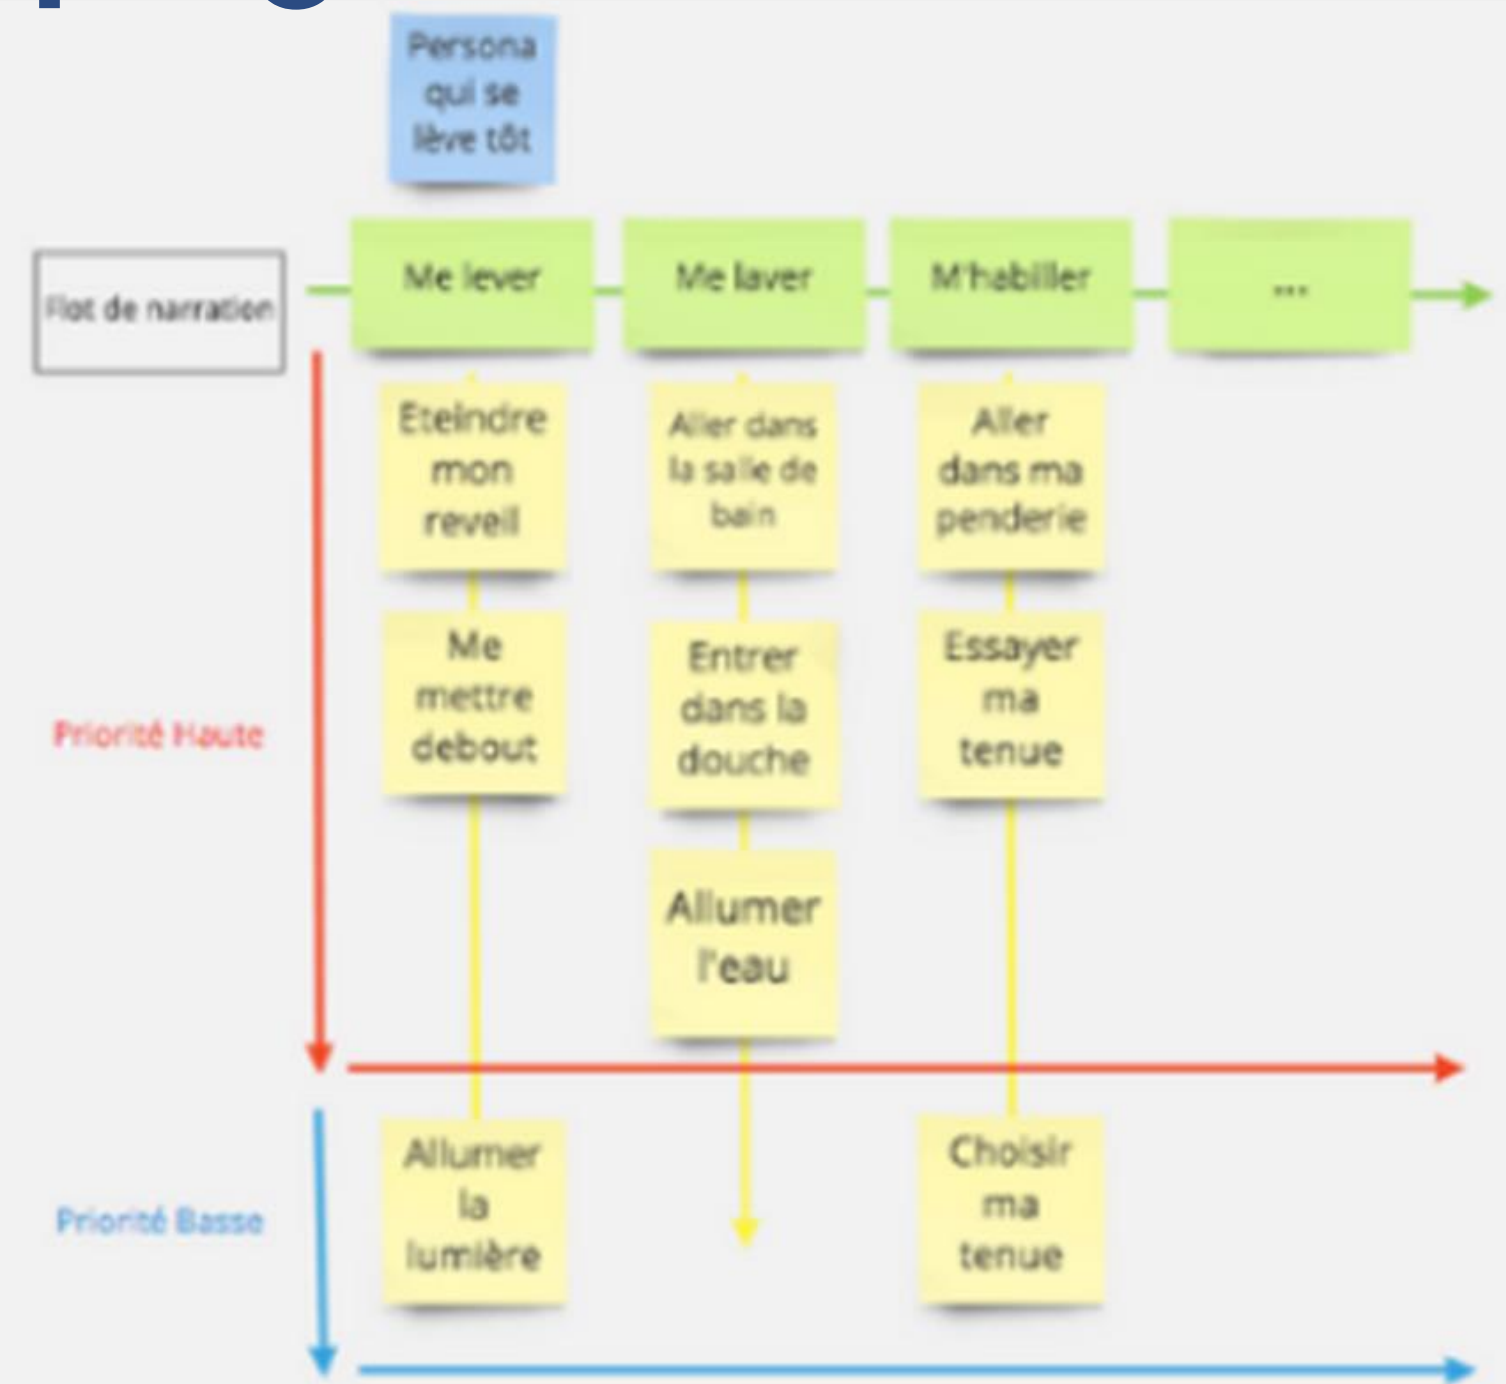 Persona
qui se
lève tôt
Flot de narration
Me lever
Me laver
M'habiller
...
Eteindre
mon
reveil
Aller dans
la salle de
bain
Aller
dans ma
penderie
Me
mettre
debout
Entrer
dans la
douche
Essayer
ma
tenue
Priorité Haute
Allumer
l'eau
Priorité Basse
Allumer
la
lumière
Choisir
ma
tenue